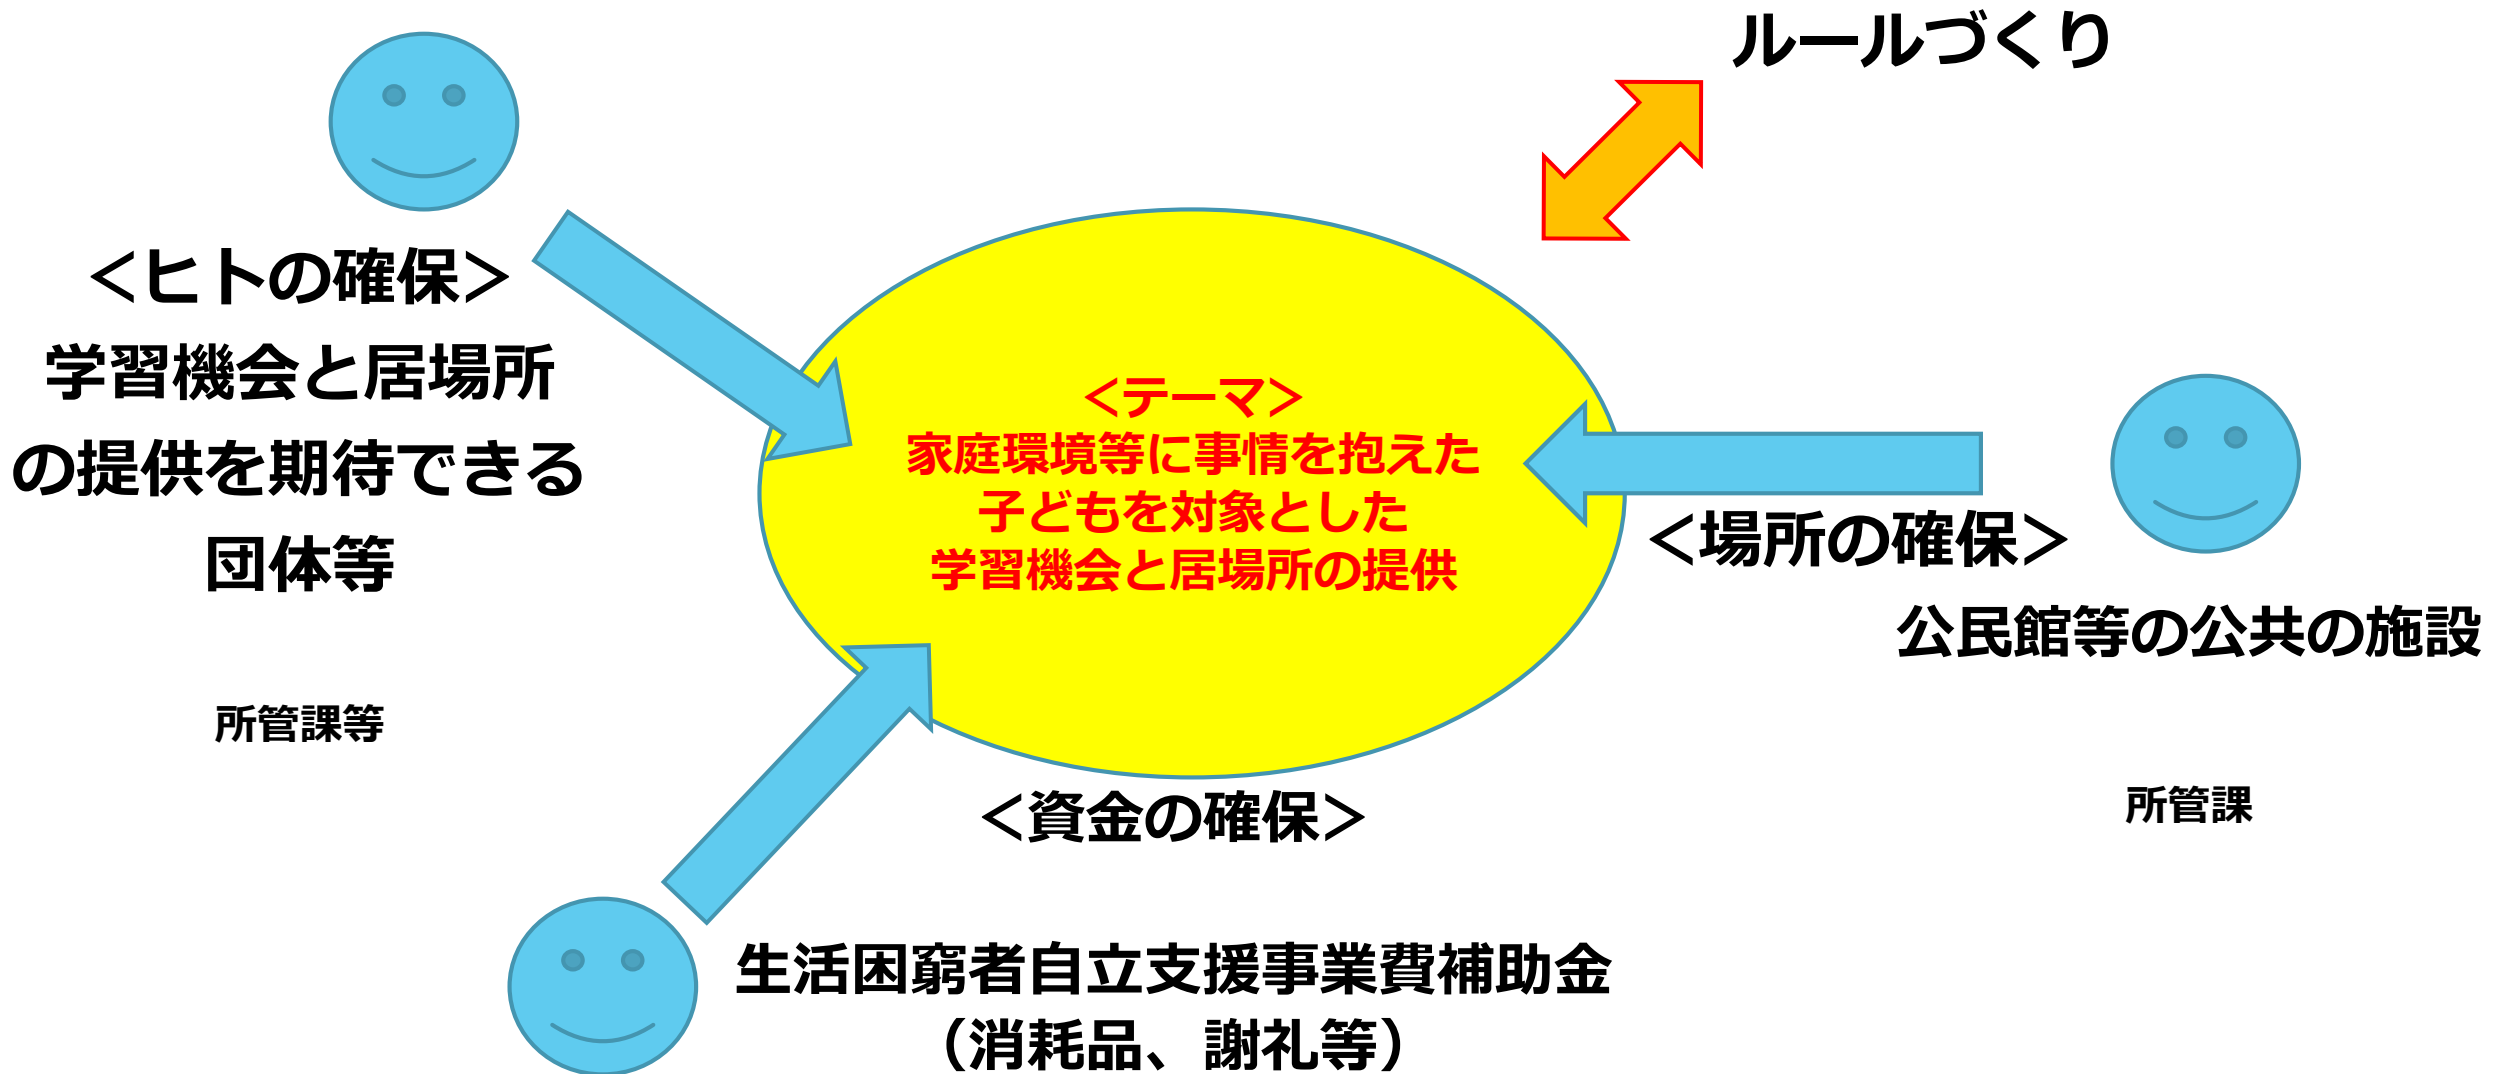 ルールづくり
＜ヒトの確保＞
学習機会と居所
の提供を検討できる
団体等
所管課等
＜テーマ＞
家庭環境等に悩を抱えた
子どもを対象とした
学習機会と居場所の提供
＜場所の確保＞
公民館等の公共の施設
所管課
＜資金の確保＞
生活困窮者自立支援事業費補助金
（消耗品、謝礼等）